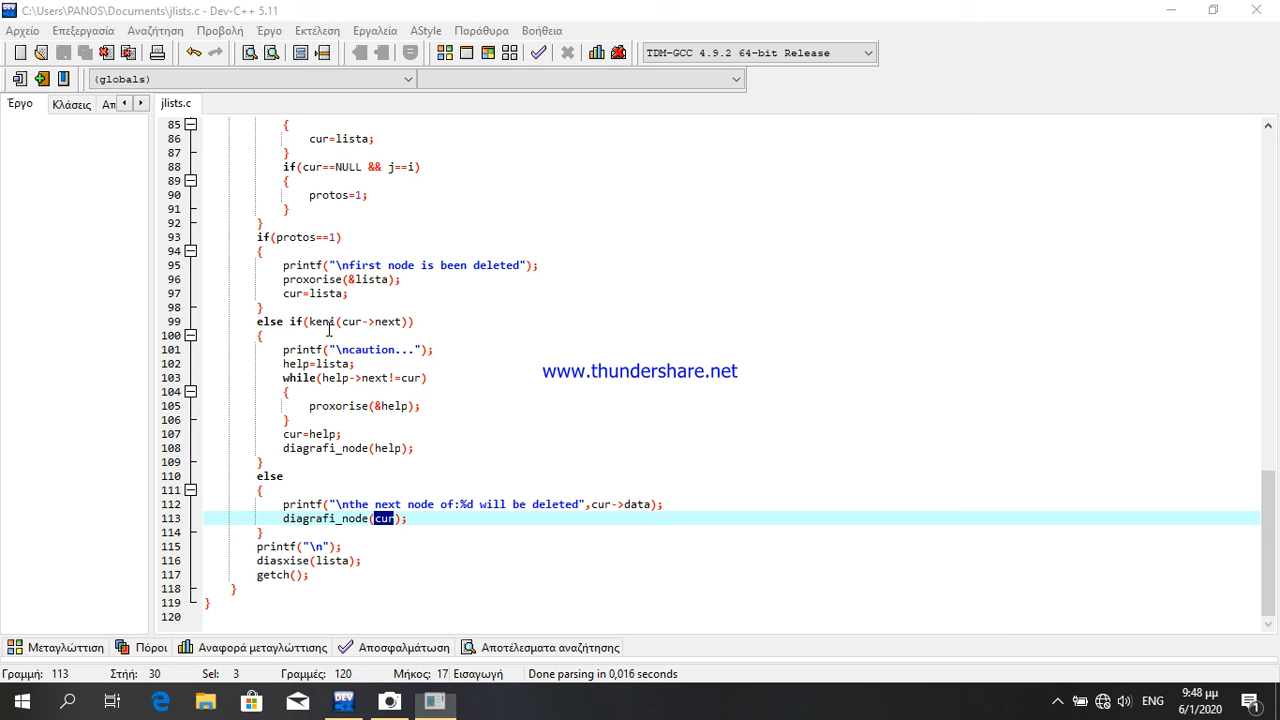 C:\Users\PANOS\Documents\jlists.c - Dev-C++ 5.11
Αρχείο Επεξεργασία Αναζήτηση Προβολή Έργο Εκτέλεση Εργαλεία AStyle Παράθυρα Βοήθεια
TDM-GCC 4.9.2 64-bit Release
(globals)
Έργο Κλάσεις Απ jlists.c
85 {
86 cur=lista;
87 }
88 if(cur==NULL && j==i)
89 {
90 protos=1;
91 }
92 }
93 if(protos==1)
94 {
95 printf("\nfirst node is been deleted");
96 proxorise(&lista);
97 cur=lista;
98 }
99 else if(keni(cur->next))
100 {
101 printf("\ncaution...");
102 help=lista;
103 while(help->next!=cur)
104 {
105 proxorise(&help);
106 }
107 cur=help;
108 diagrafi_node(help);
109 }
110 else
111 {
112 printf("\nthe next node of:%d will be deleted",cur->data);
113 diagrafi_node(cur);
114 }
115 printf("\n");
116 diasxise(lista);
117 getch();
118 }
119 }
120
www.thundershare.net
Μεταγλώττιση Πόροι Αναφορά μεταγλώττισης Αποσφαλμάτωση Αποτελέσματα αναζήτησης
Γραμμή: 113 Στήή: 30 Sel: 3 Γραμμές: 120 Μήκος: 17 Εισαγωγή Done parsing in 0,016 seconds
DEV
ENG
9:48 μμ
6/1/2020
1